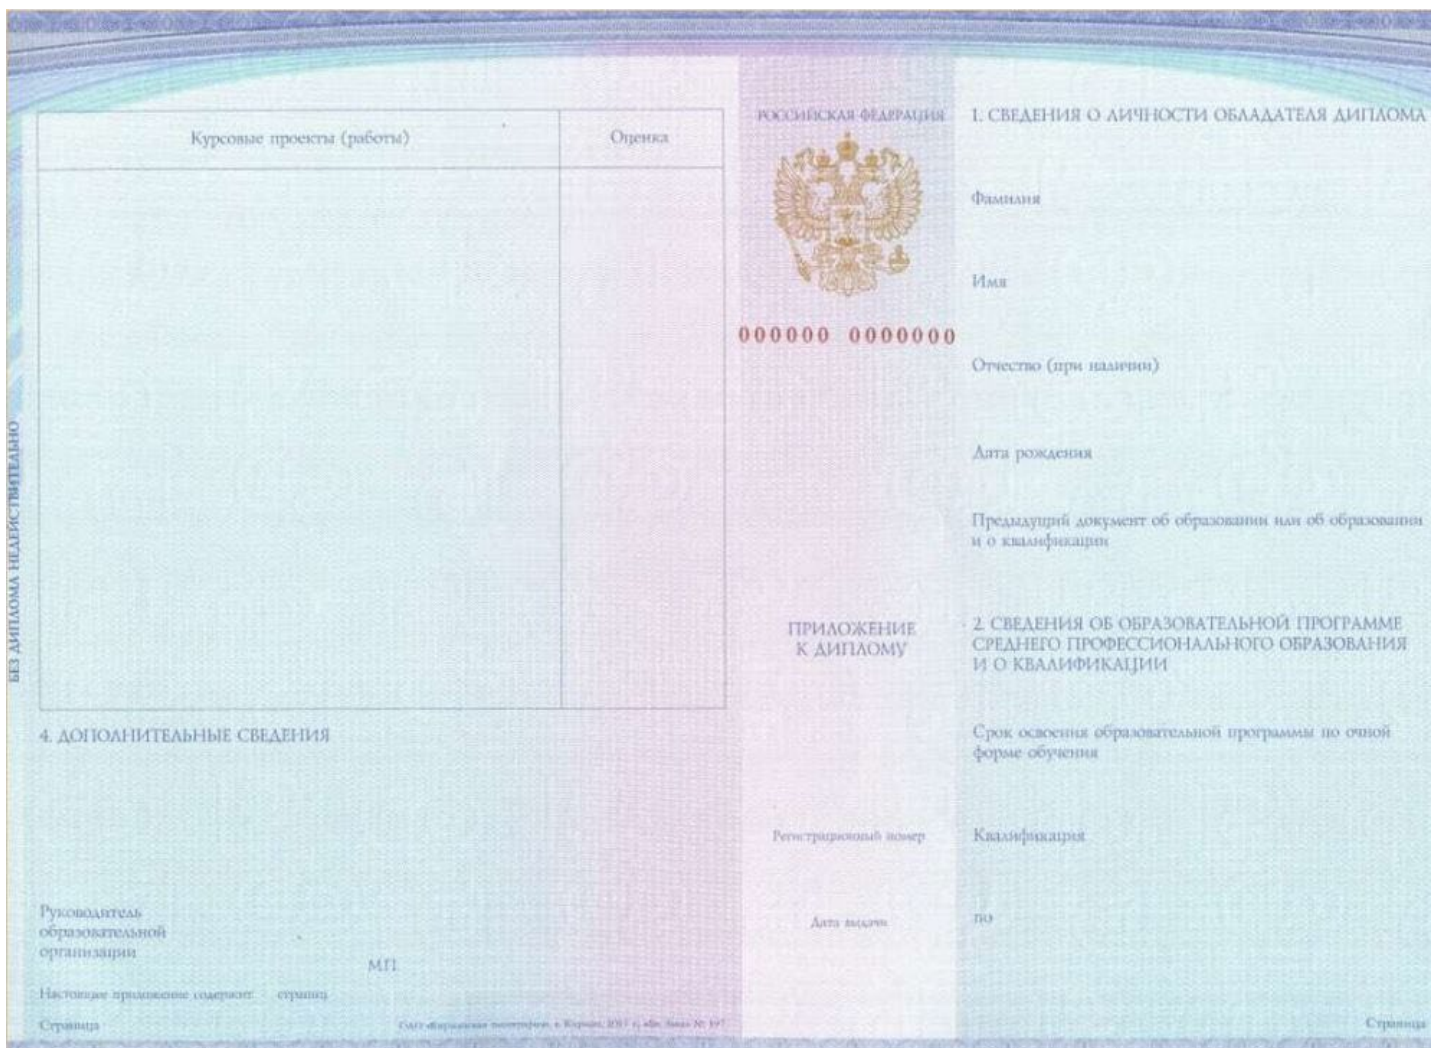 БЕЗ ДИПЛОМА НЕДЕЙСТВИТЕЛЬНО
Курсовые проекты (работы)
Оценка
4. ДОПОЛНИТЕЛЬНЫЕ СВЕДЕНИЯ
Руководитель
образовательной
организации
М.П.
Настоящее приложение содержит страниц
Страница
РОССИЙСКАЯ ФЕДЕРАЦИЯ
000000 0000000
ПРИЛОЖЕНИЕ
К ДИПЛОМУ
Регистрационный номер
Дата выдачи
1. СВЕДЕНИЯ О ЛИЧНОСТИ ОБЛАДАТЕЛЯ ДИПЛОМА
Фамилия
Имя
Отчество (при наличии)
Дата рождения
Предыдущий документ об образовании или об образовании
и о квалификации
2. СВЕДЕНИЯ ОБ ОБРАЗОВАТЕЛЬНОЙ ПРОГРАММЕ
СРЕДНЕГО ПРОФЕССИОНАЛЬНОГО ОБРАЗОВАНИЯ
И О КВАЛИФИКАЦИИ
Срок освоения образовательной программы по очной
форме обучения
Квалификация
по
Страница